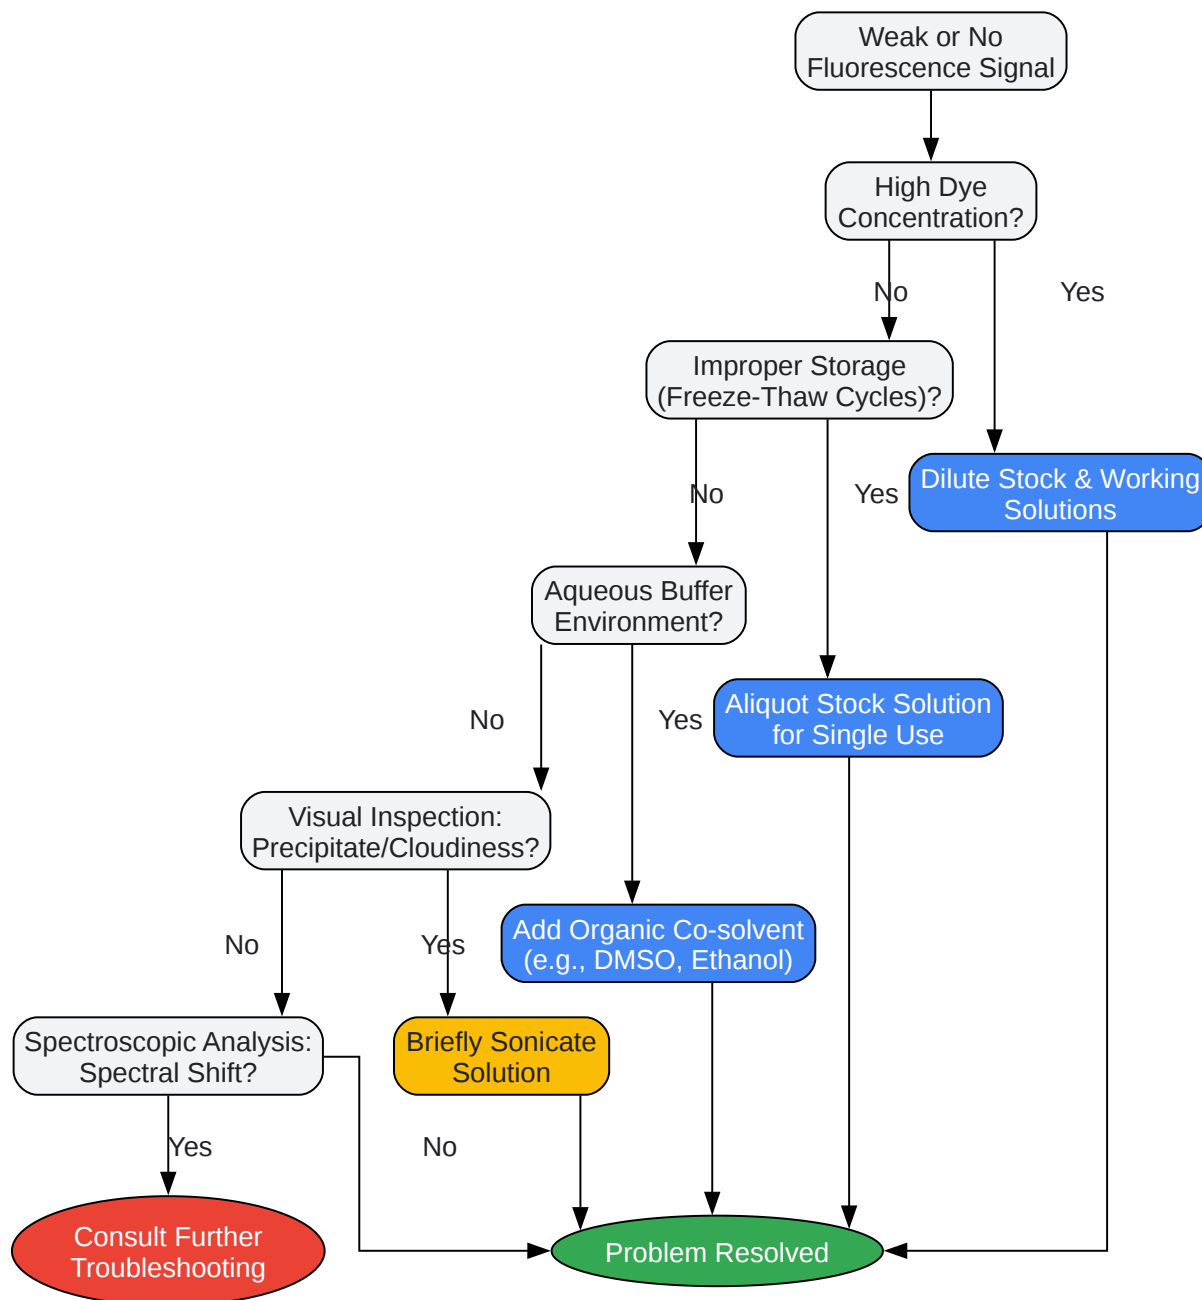 Weak or No
Fluorescence Signal
High Dye
Concentration?
No
Yes
Improper Storage
(Freeze-Thaw Cycles)?
No
Yes
Dilute Stock & Working
Solutions
Aqueous Buffer
Environment?
No
Yes
Aliquot Stock Solution
for Single Use
Visual Inspection:
Precipitate/Cloudiness?
No
Yes
Add Organic Co-solvent
(e.g., DMSO, Ethanol)
Spectroscopic Analysis:
Spectral Shift?
Briefly Sonicate
Solution
Yes
No
Consult Further
Troubleshooting
Problem Resolved